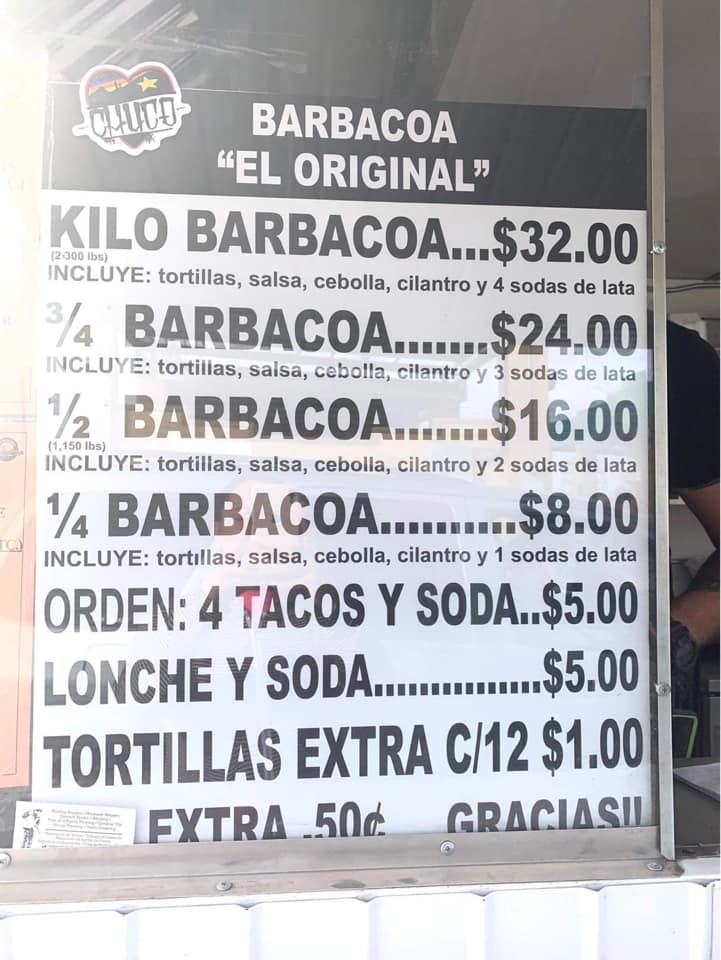 CHUCO
BARBACOA
“EL ORIGINAL”
KILO BARBACOA...$32.00
(2-300 lbs)
INCLUYE: tortillas, salsa, cebolla, cilantro y 4 sodas de lata
3/4 BARBACOA.......$24.00
INCLUYE: tortillas, salsa, cebolla, cilantro y 3 sodas de lata
1/2 BARBACOA.......$16.00
(1,150 lbs)
INCLUYE: tortillas, salsa, cebolla, cilantro y 2 sodas de lata
1/4 BARBACOA..........$8.00
INCLUYE: tortillas, salsa, cebolla, cilantro y 1 sodas de lata
ORDEN: 4 TACOS Y SODA..$5.00
LONCHE Y SODA...............$5.00
TORTILLAS EXTRA C/12 $1.00
EXTRA .50¢ GRACIAS!!